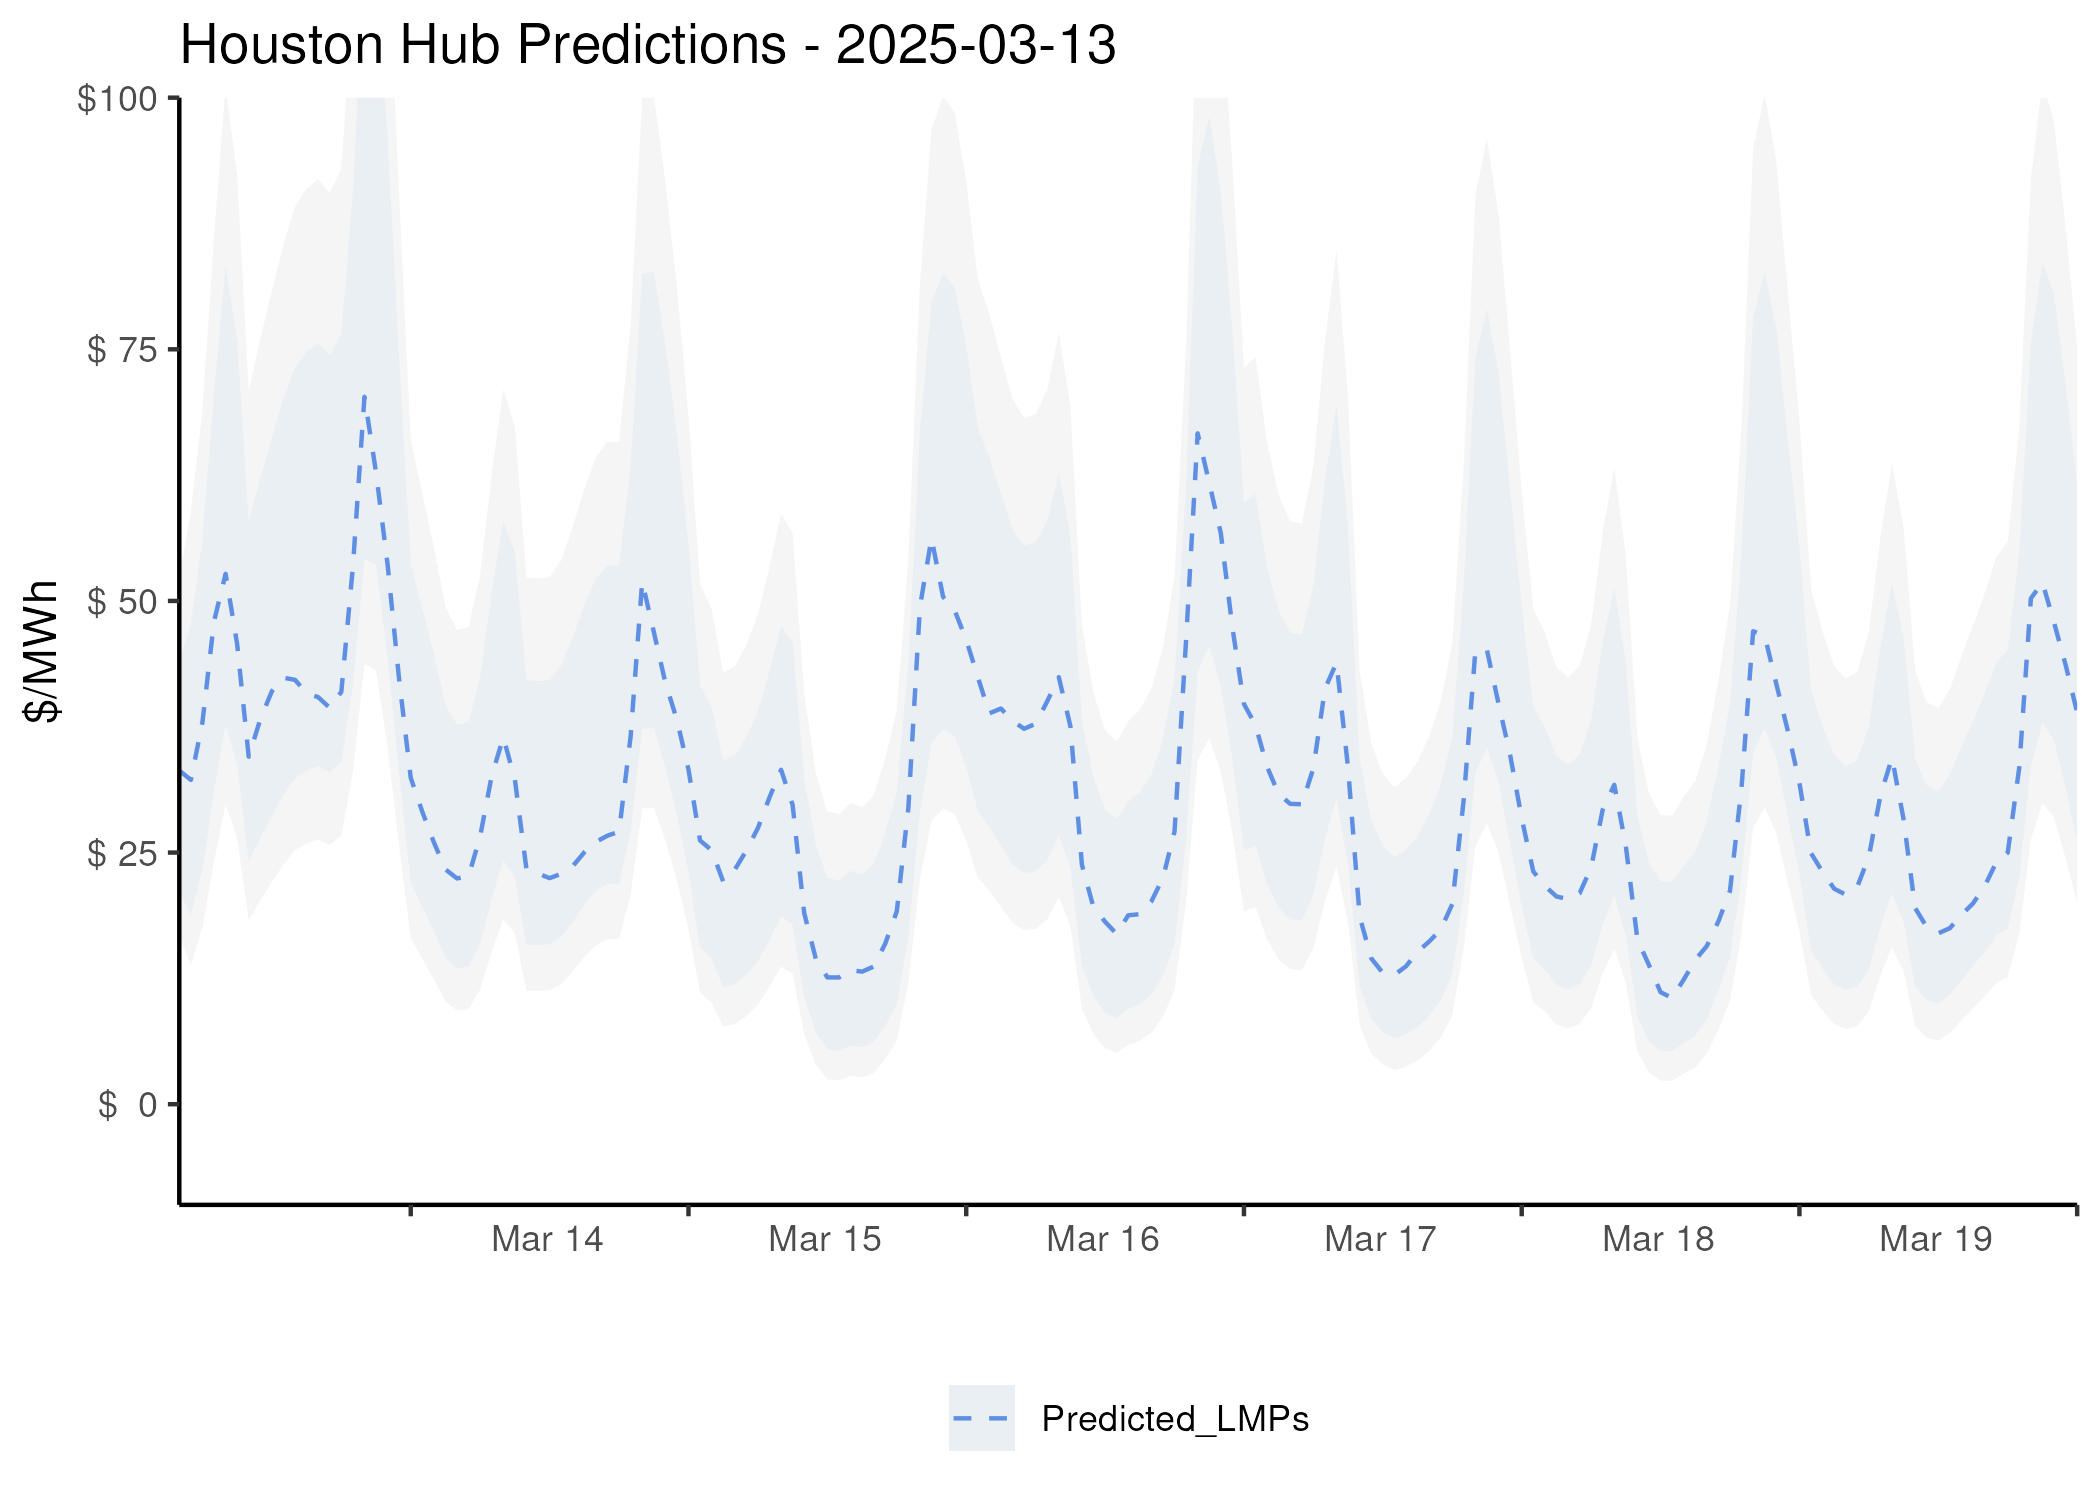 Houston Hub Predictions - 2025-03-13
$100
$ 75
$ 50
$ 25
$ 0
$/MWh
Mar 14 Mar 15 Mar 16 Mar 17 Mar 18 Mar 19
Predicted_LMPs